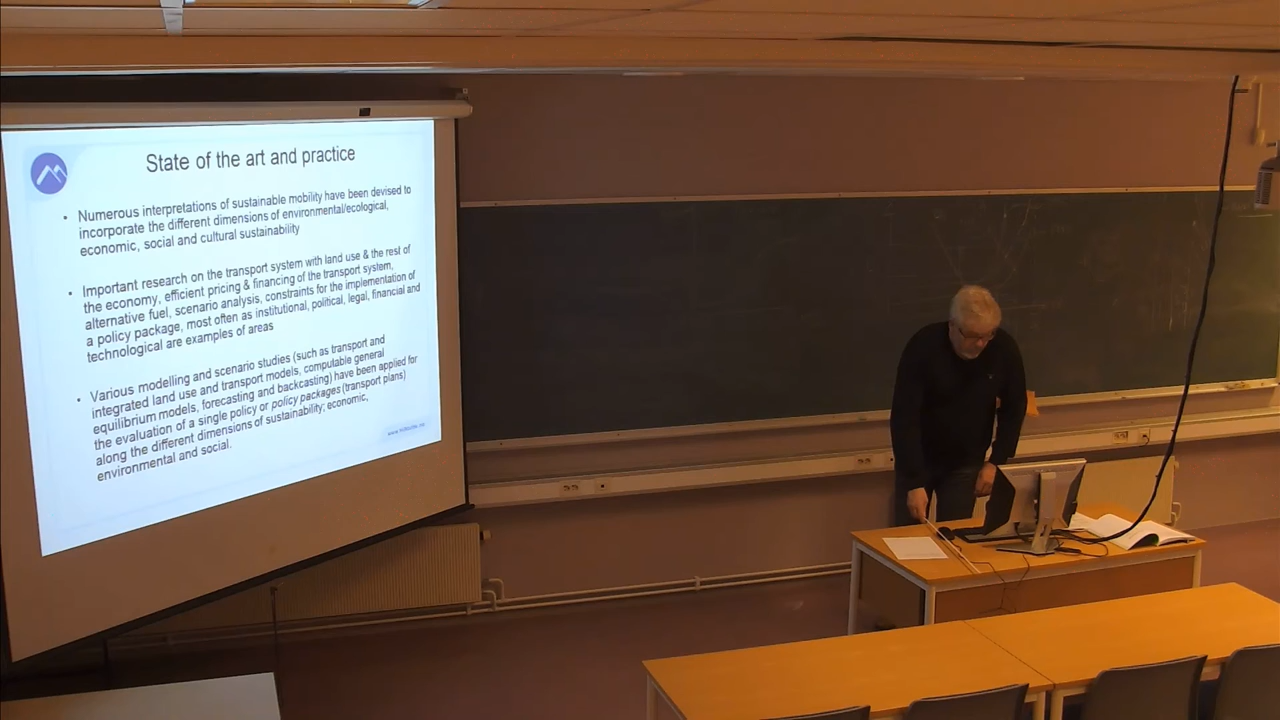 State of the art and practice
• Numerous interpretations of sustainable mobility have been devised to
incorporate the different dimensions of environmental/ecological,
economic, social and cultural sustainability
• Important research on the transport system with land use & the rest of
the economy, efficient pricing & financing of the transport system,
alternative fuel, scenario analysis, constraints for the implementation of
a policy package, most often as institutional, political, legal, financial and
technological are examples of areas
• Various modelling and scenario studies (such as transport and
integrated land use and transport models, computable general
equilibrium models, forecasting and backcasting) have been applied for
the evaluation of a single policy or policy packages (transport plans)
along the different dimensions of sustainability; economic,
environmental and social.